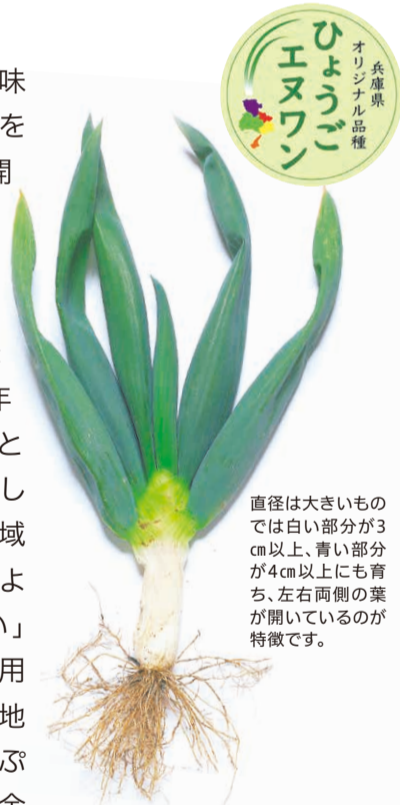 兵庫県
オリジナル品種
ひょうご
エヌワン
味
を
開
年
と
し
域
よ
い」
用
地
ぷ
直径は大きいもの
では白い部分が3
㎝以上、青い部分
が4㎝以上にも育
ち、左右両側の葉
が開いているのが
特徴です。